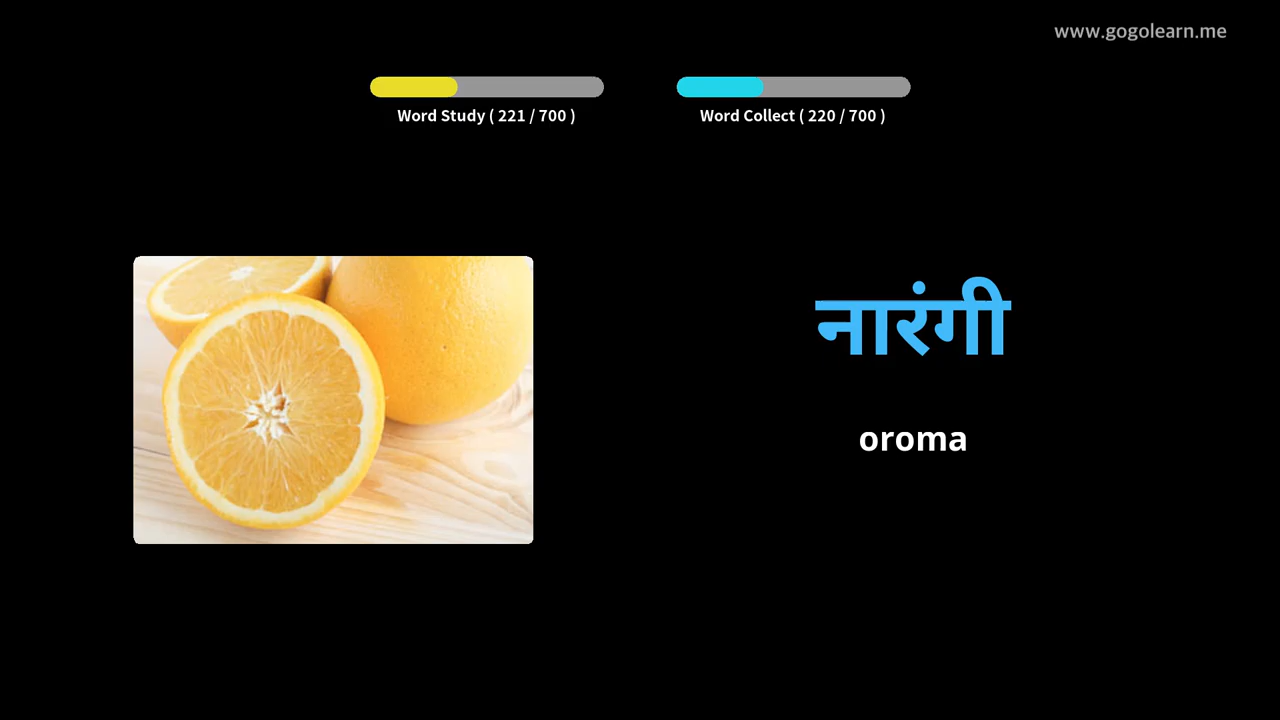 www.gogolearn.me
Word Study ( 221 / 700 )
Word Collect ( 220 / 700 )
नारंगी
oroma